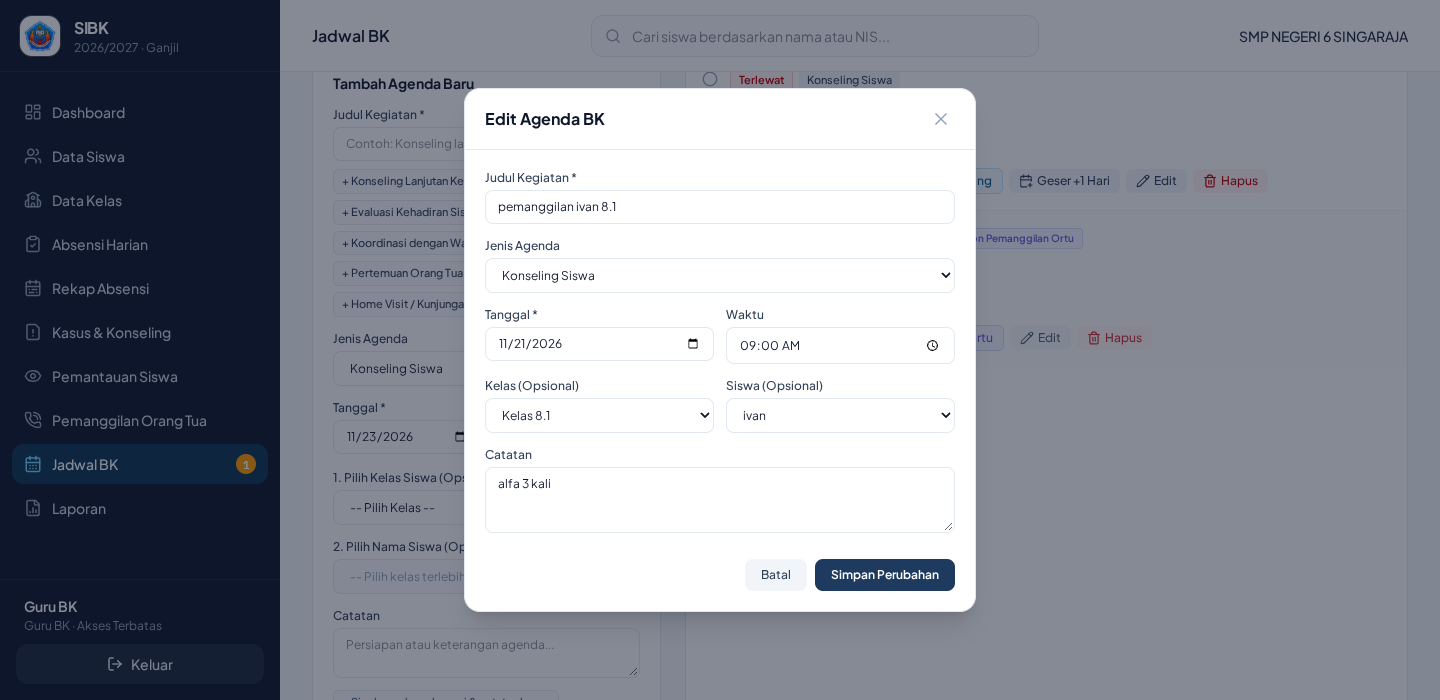 SIBK
2026/2027 · Ganjil
Dashboard
Data Siswa
Data Kelas
Absensi Harian
Rekap Absensi
Kasus & Konseling
Pemantauan Siswa
Pemanggilan Orang Tua
Jadwal BK
1
Laporan
Guru BK
Guru BK · Akses Terbatas
Keluar
Jadwal BK
Cari siswa berdasarkan nama atau NIS...
SMP NEGERI 6 SINGARAJA
Tambah Agenda Baru
Judul Kegiatan *
Contoh: Konseling
+ Konseling Lanjutan
+ Evaluasi Kehadiran
+ Koordinasi dengan
+ Pertemuan Orang Tua
+ Home Visit /
Jenis Agenda
Konseling Siswa
Tanggal *
11/23/2026
1. Pilih Kelas Siswa
-- Pilih Kelas --
2. Pilih Nama Siswa
-- Pilih kelas
Catatan
Persiapan atau keterangan agenda...
Terlewat
Konseling Siswa
Geser +1 Hari
Edit
Hapus
Pemanggilan Ortu
Edit
Hapus
Edit Agenda BK
Judul Kegiatan *
pemanggilan ivan 8.1
Jenis Agenda
Konseling Siswa
Tanggal *
Waktu
11/21/2026
09:00 AM
Kelas (Opsional)
Siswa (Opsional)
Kelas 8.1
ivan
Catatan
alfa 3 kali
Batal
Simpan Perubahan